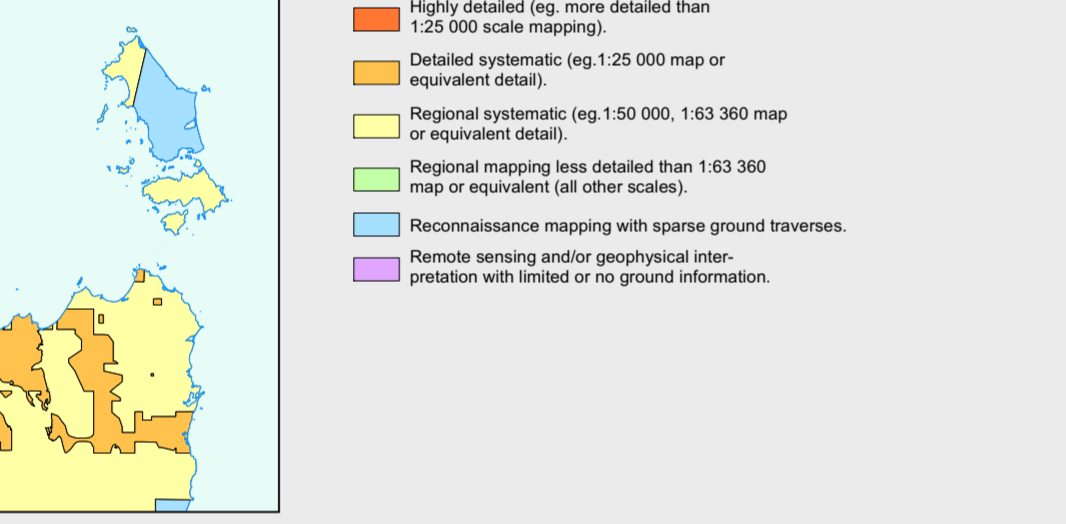 Highly detailed (eg. more detailed than
1:25 000 scale mapping).
Detailed systematic (eg.1:25 000 map or
equivalent detail).
Regional systematic (eg.1:50 000, 1:63 360 map
or equivalent detail).
Regional mapping less detailed than 1:63 360
map or equivalent (all other scales).
Reconnaissance mapping with sparse ground traverses.
Remote sensing and/or geophysical inter-
pretation with limited or no ground information.